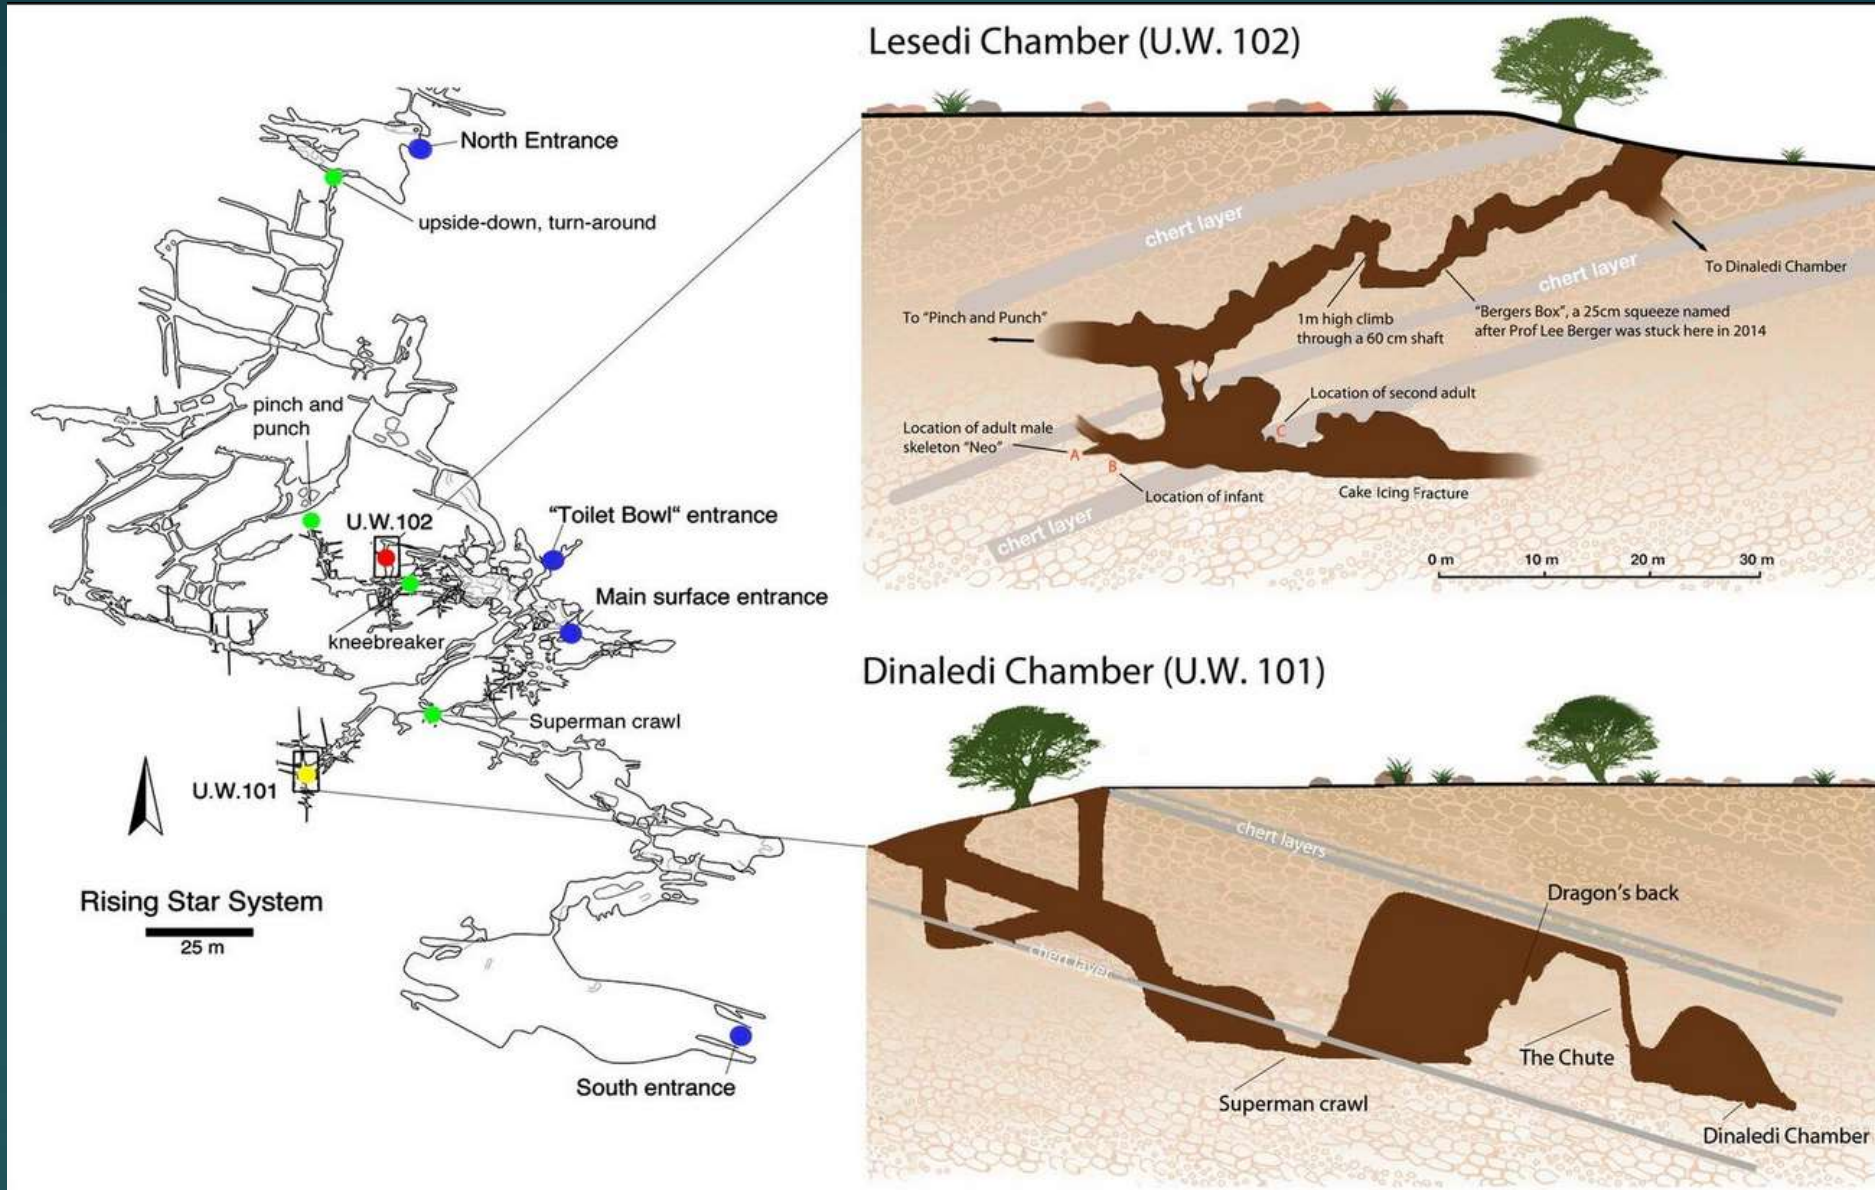 North Entrance
upside-down, turn-around
pinch and
punch
U.W.102
“Toilet Bowl“ entrance
Main surface entrance
kneebreaker
Superman crawl
U.W.101
Rising Star System
25 m
South entrance
Lesedi Chamber (U.W. 102)
chert layer
chert layer
To Dinaledi Chamber
To “Pinch and Punch”
1m high climb
through a 60 cm shaft
“Bergers Box”, a 25cm squeeze named
after Prof Lee Berger was stuck here in 2014
Location of second adult
C
Location of adult male
skeleton “Neo”
A
B
Location of infant
Cake Icing Fracture
chert layer
0 m 10 m 20 m 30 m
Dinaledi Chamber (U.W. 101)
chert layers
Dragon’s back
chert layer
The Chute
Superman crawl
Dinaledi Chamber